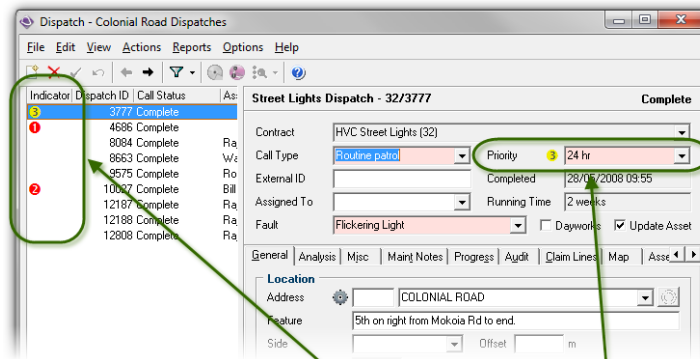 Dispatch - Colonial Road Dispatches
File Edit View Actions Reports Options Help
Indicator Dispatch ID Call Status As
3 3777 Complete
1 4686 Complete
8084 Complete Ra
8663 Complete Wa
9575 Complete Ro
2 10027 Complete Bill
12187 Complete Ra
12188 Complete Ra
12808 Complete Ra
Street Lights Dispatch - 32/3777 Complete
Contract HVC Street Lights (32)
Call Type Routine patrol Priority 3 24 hr
External ID Completed 28/05/2008 09:55
Assigned To Running Time 2 weeks
Fault Flickering Light Dayworks Update Asset
General Analysis Misc Maint Notes Progress Audit Claim Lines Map Asse
Location
Address COLONIAL ROAD
Feature 5th on right from Mokoia Rd to end.
Side Offset m